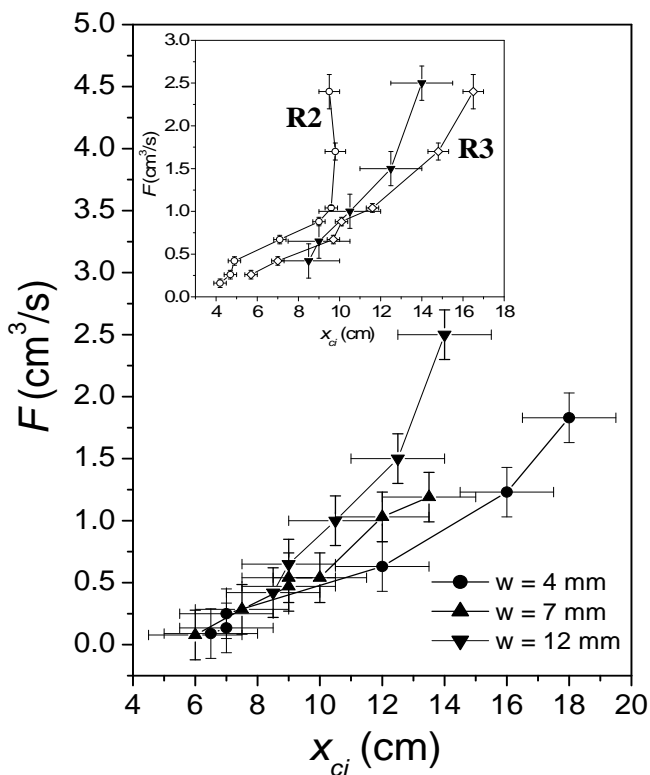 5.0
4.5
4.0
3.5
3.0
2.5
2.0
1.5
1.0
0.5
0.0
F (cm³/s)
4 6 8 10 12 14 16 18 20
x_ci (cm)
3.0
2.5
2.0
1.5
1.0
0.5
0.0
F(cm³/s)
R2
R3
4 6 8 10 12 14 16 18
x_ci (cm)
w = 4 mm
w = 7 mm
w = 12 mm